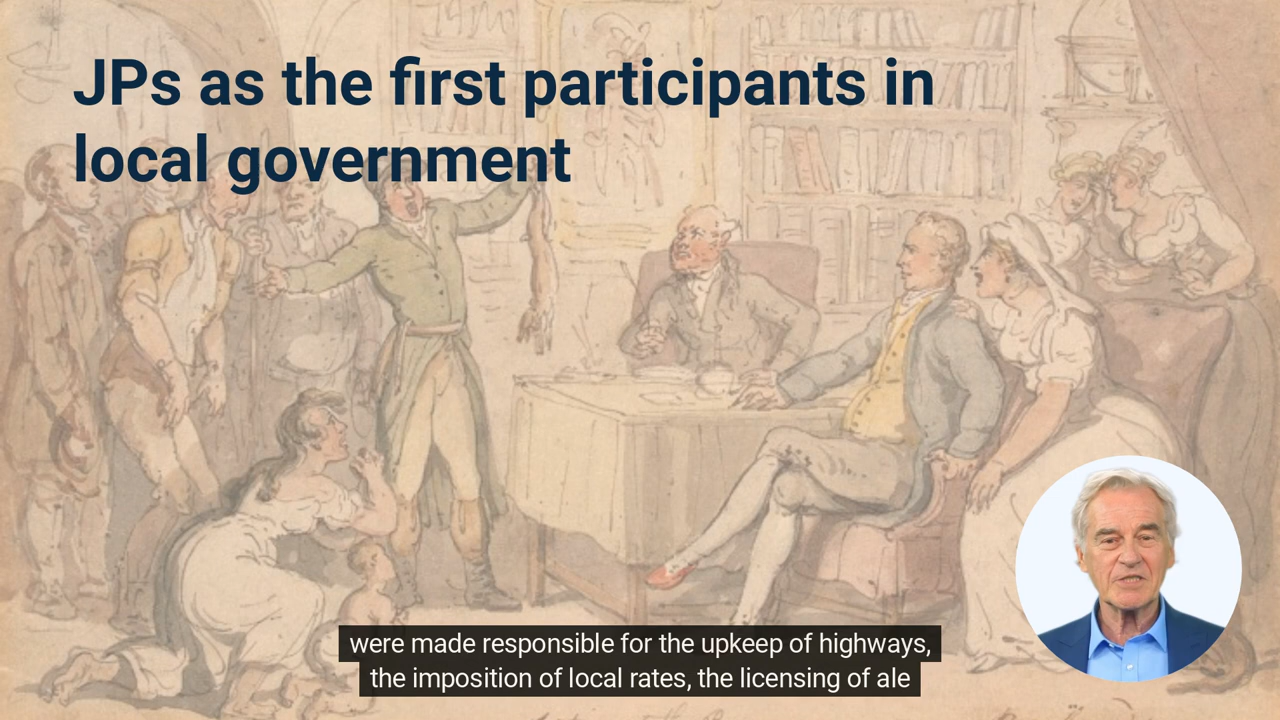 JPs as the first participants in
local government
were made responsible for the upkeep of highways,
the imposition of local rates, the licensing of ale